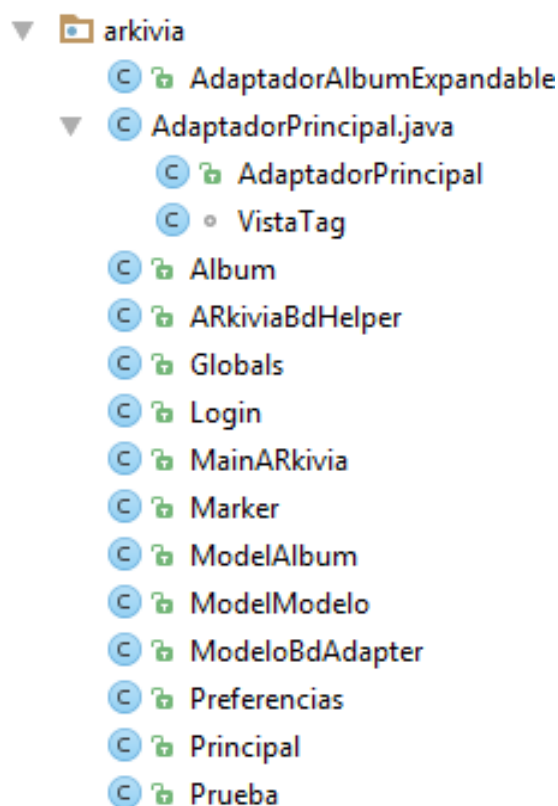 arkivia
AdaptadorAlbumExpandable
AdaptadorPrincipal.java
AdaptadorPrincipal
VistaTag
Album
ARkiviaBdHelper
Globals
Login
MainARkivia
Marker
ModelAlbum
ModelModelo
ModeloBdAdapter
Preferencias
Principal
Prueba